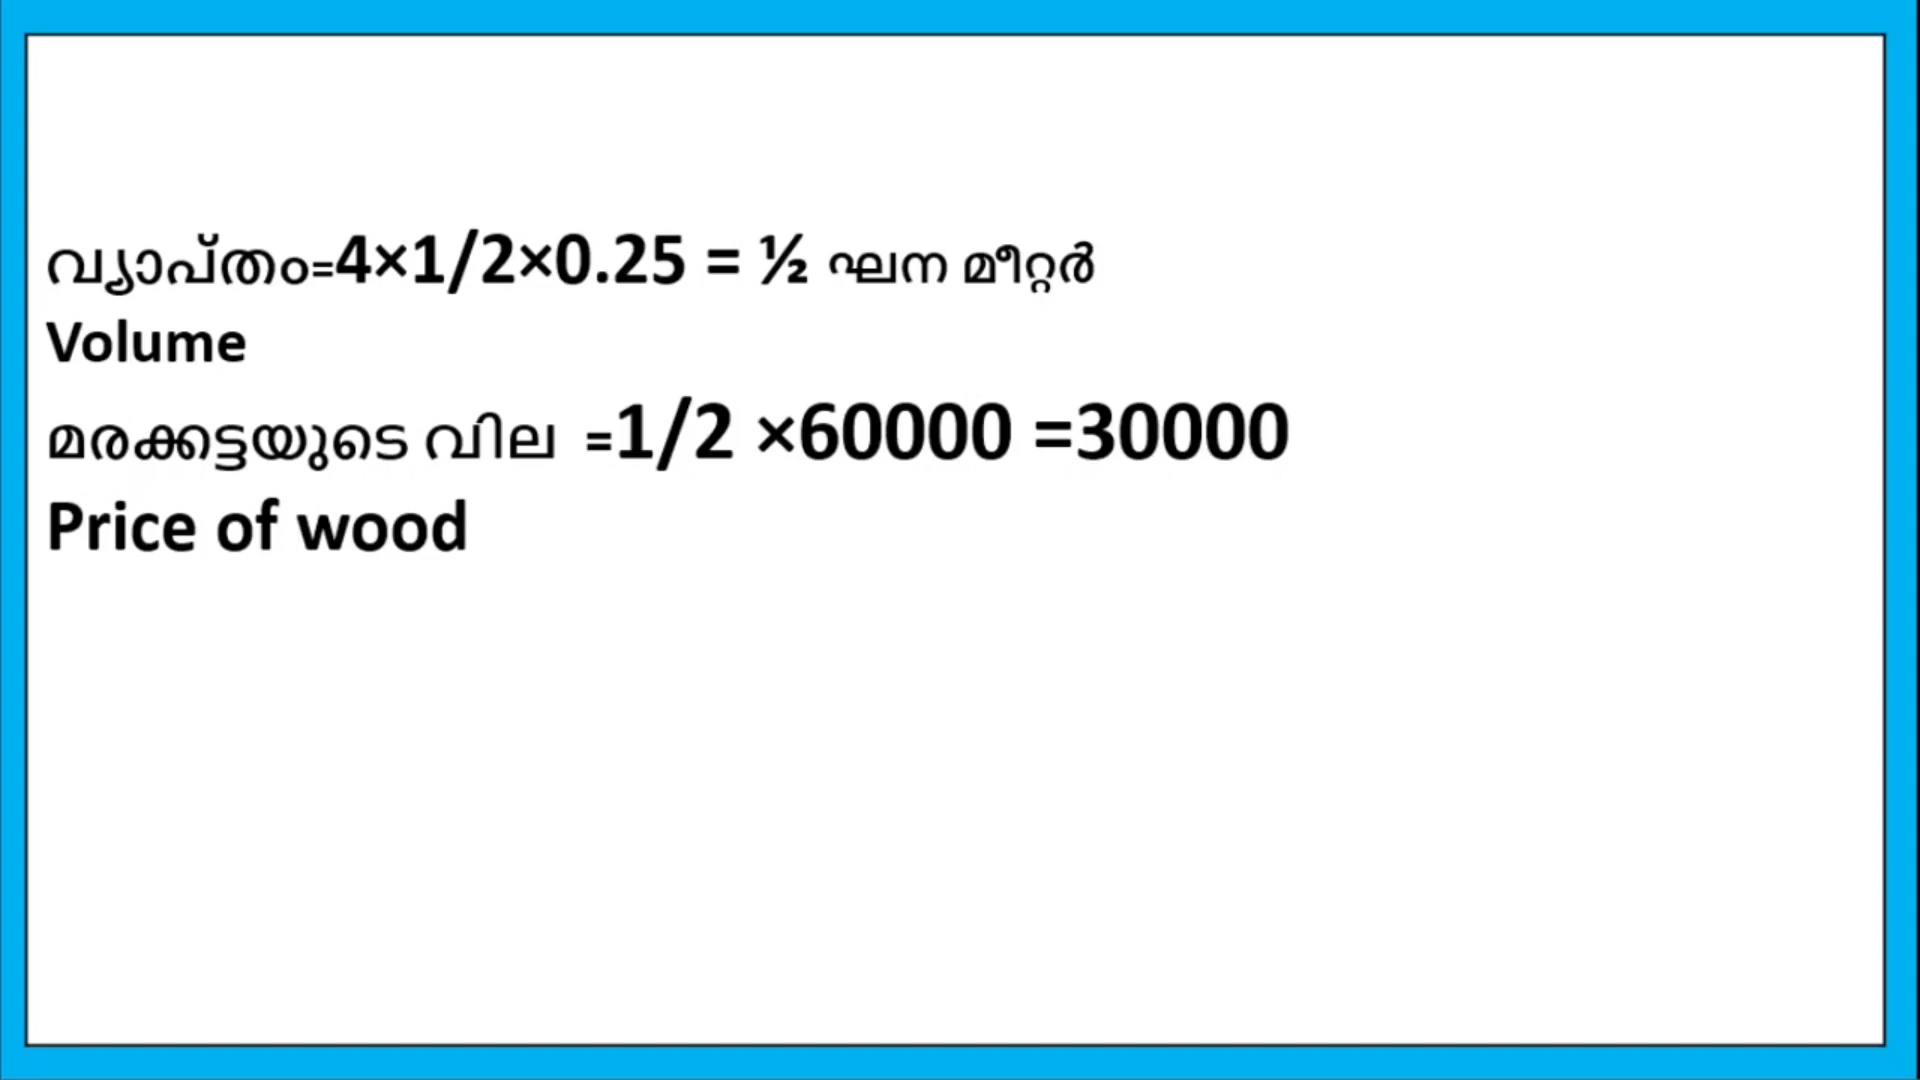 വ്യാപ്തം=4×1/2×0.25 = ½ ഘന മീറ്റർ
Volume
മരക്കട്ടയുടെ വില =1/2 ×60000 =30000
Price of wood